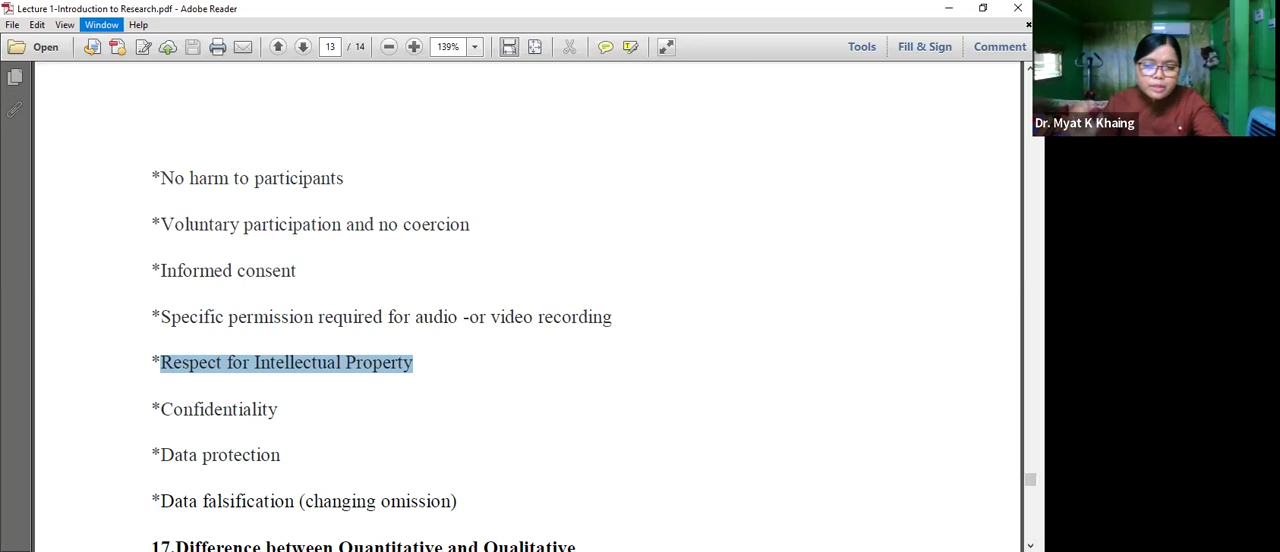 Lecture 1-Introduction to Research.pdf - Adobe Reader
File Edit View Window Help
Open 13 / 14 139% Tools Fill & Sign Comment
Dr. Myat K Khaing
*No harm to participants
*Voluntary participation and no coercion
*Informed consent
*Specific permission required for audio -or video recording
*Respect for Intellectual Property
*Confidentiality
*Data protection
*Data falsification (changing omission)
17.Difference between Quantitative and Qualitative